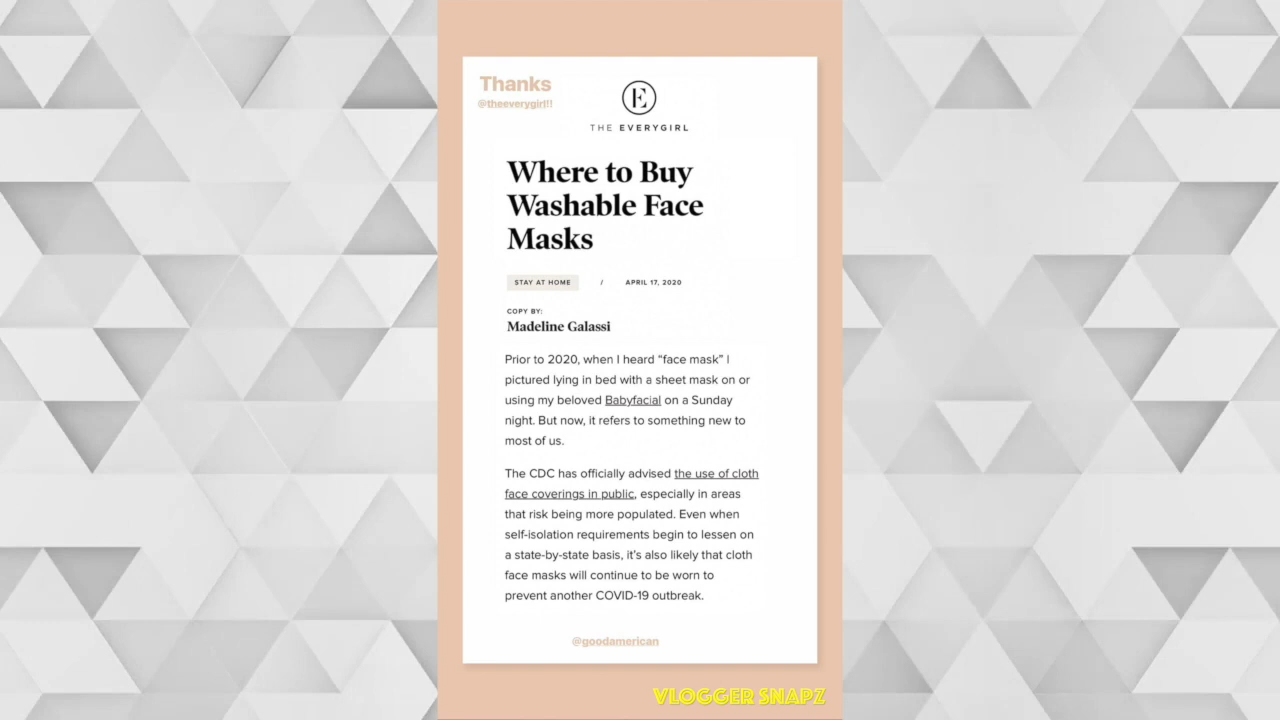 Thanks
@theeverygirl!!
E
THE EVERYGIRL
Where to Buy
Washable Face
Masks
STAY AT HOME / APRIL 17, 2020
COPY BY:
Madeline Galassi
Prior to 2020, when I heard “face mask” I
pictured lying in bed with a sheet mask on or
using my beloved Babyfacial on a Sunday
night. But now, it refers to something new to
most of us.
The CDC has officially advised the use of cloth
face coverings in public, especially in areas
that risk being more populated. Even when
self-isolation requirements begin to lessen on
a state-by-state basis, it’s also likely that cloth
face masks will continue to be worn to
prevent another COVID-19 outbreak.
@goodamerican
VLOGGER SNAPZ